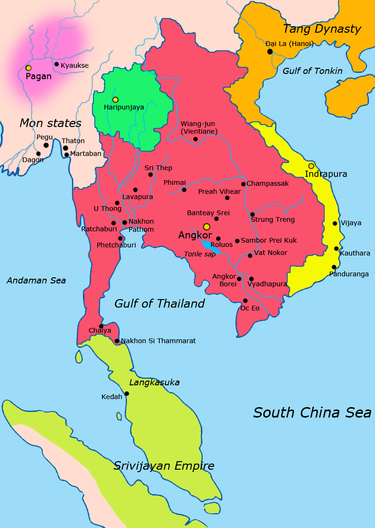 Tang Dynasty
Đai La (Hanoi)
Gulf of Tonkin
Kyaukse
Pagan
Haripunjaya
Mon states
Pegu
Thaton
Dagon
Martaban
Wiang-jun
(Vientiane)
Indrapura
Sri Thep
Phimai
Champassak
Lavapura
Preah Vihear
U Thong
Banteay Srei
Strung Treng
Nakhon
Pathom
Ratchaburi
Vijaya
Angkor
Phetchaburi
Roluos
Sambor Prei Kuk
Tonle sap
Vat Nokor
Kauthara
Panduranga
Angkor
Borei
Vyadhapura
Andaman Sea
Gulf of Thailand
Oc Eo
Chaiya
Nakhon Si Thammarat
Langkasuka
Kedah
South China Sea
Srivijayan Empire